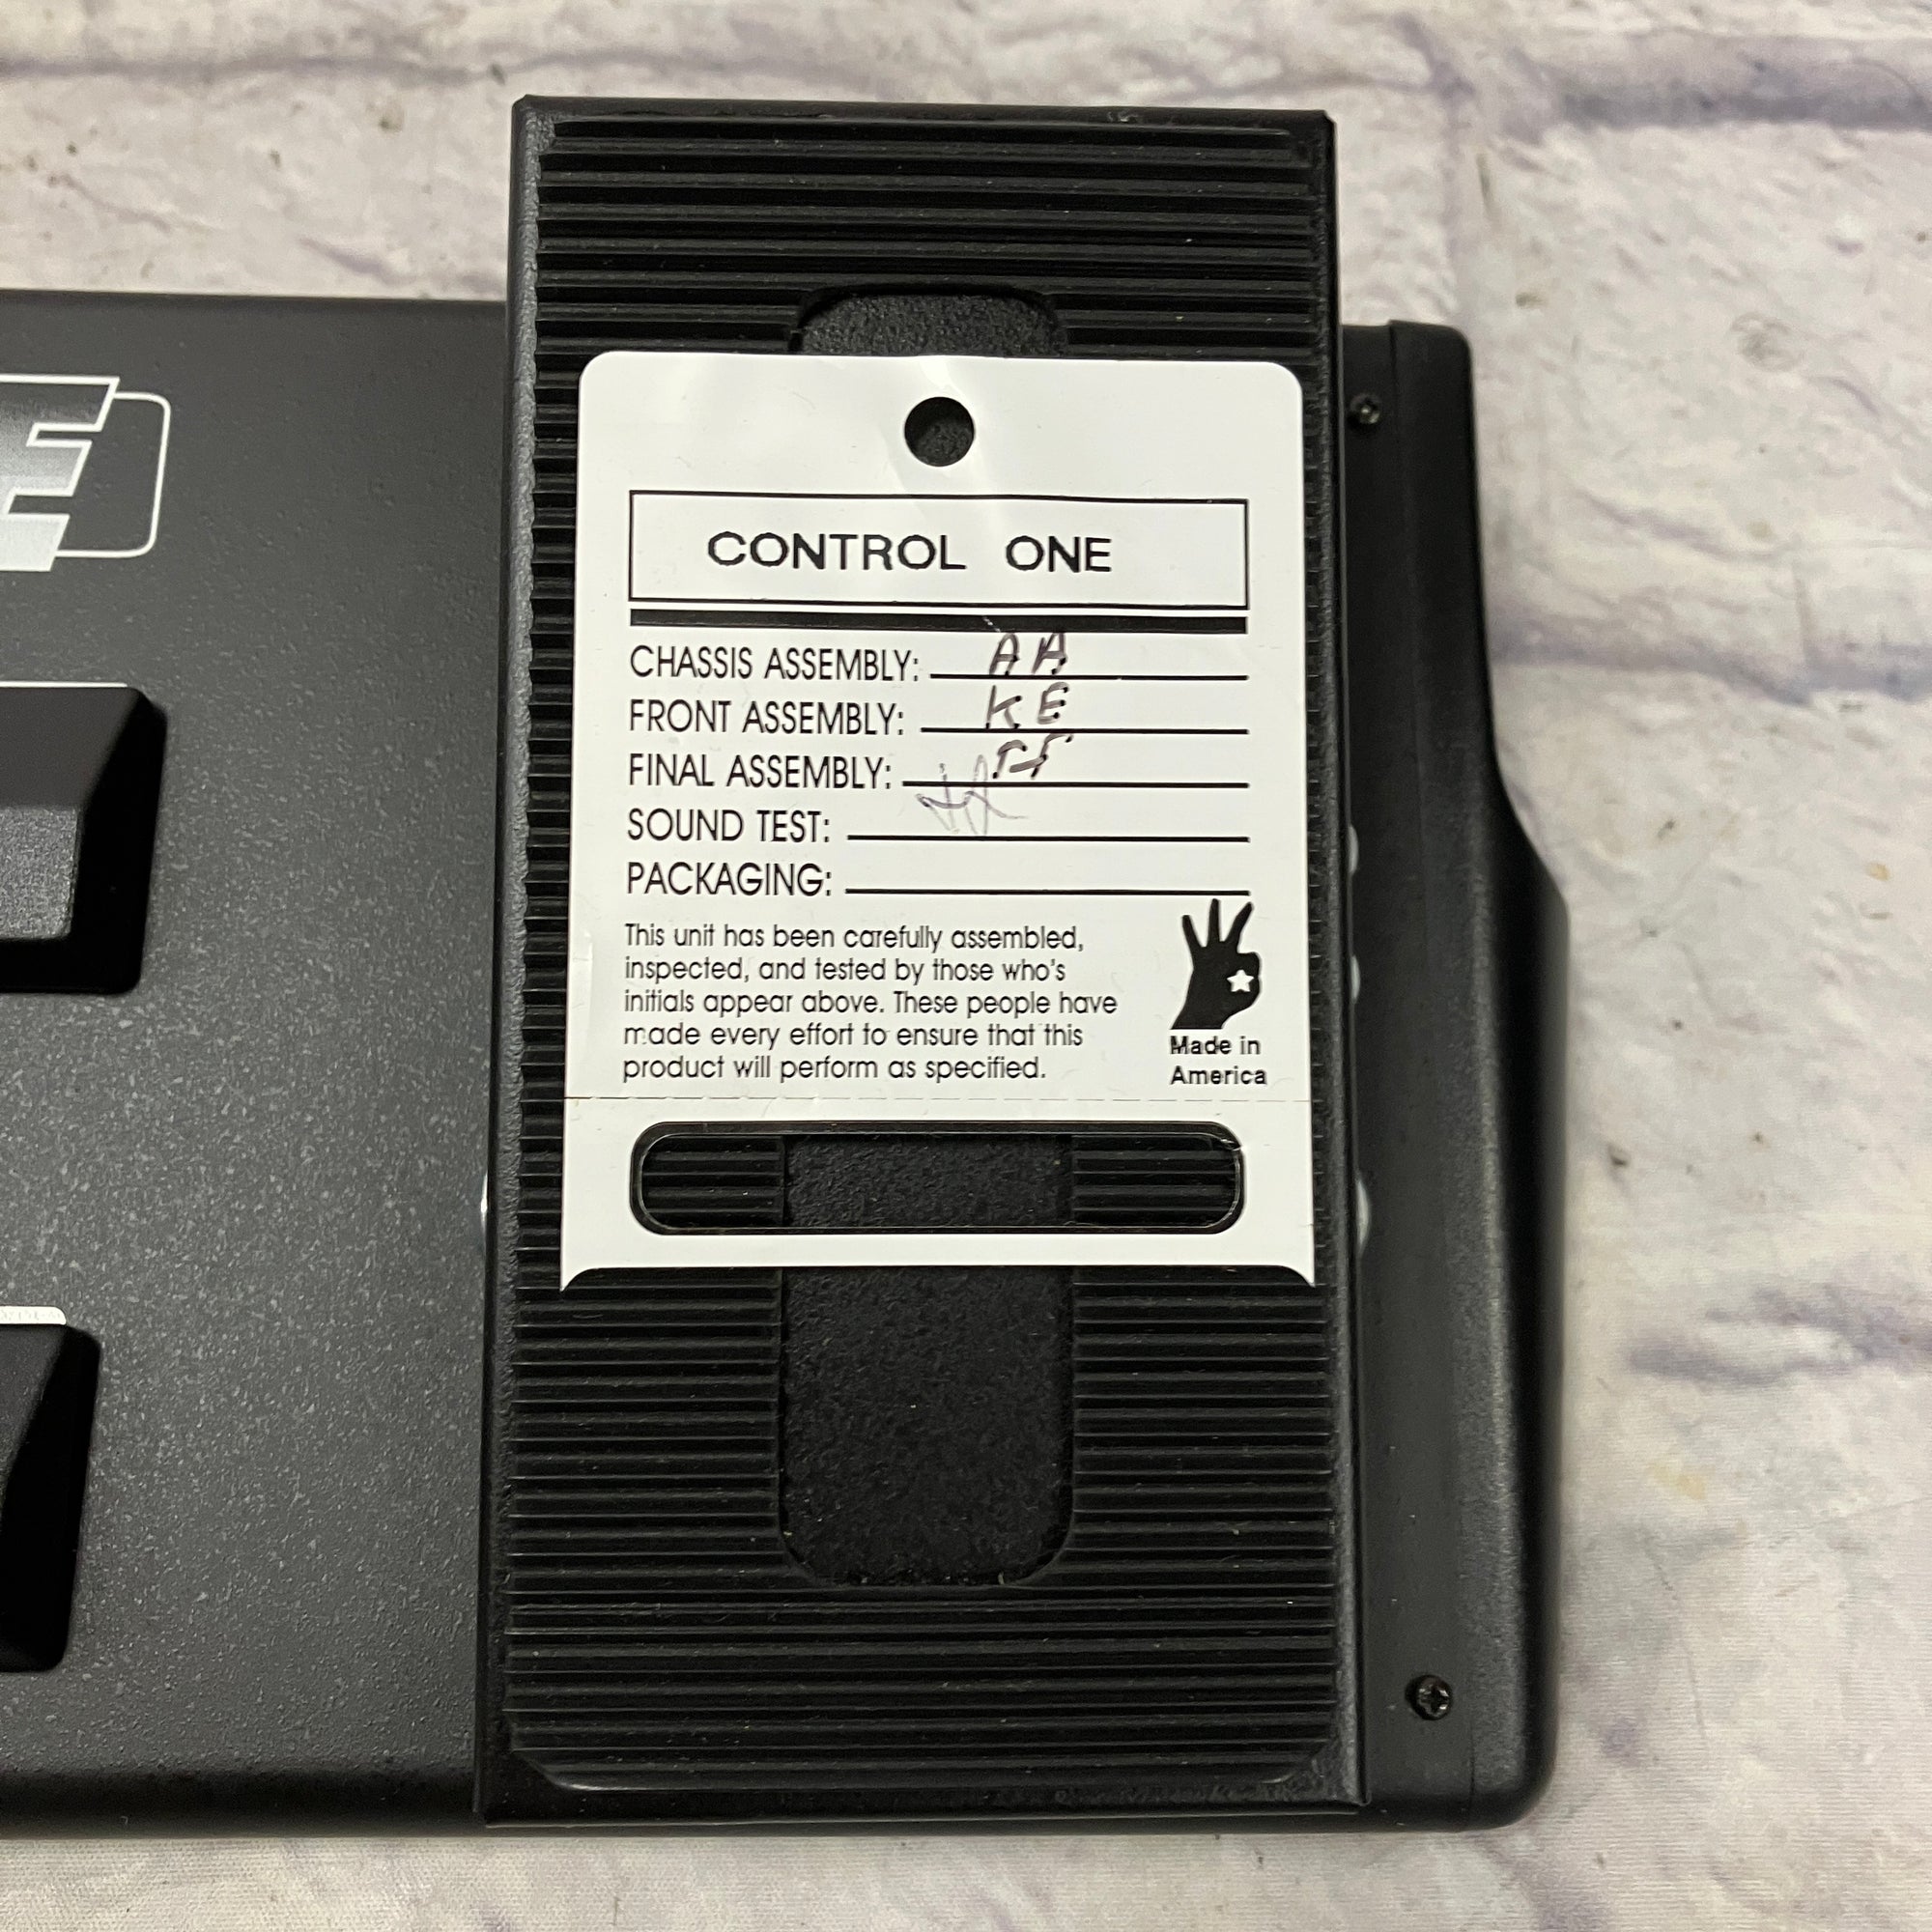 E
CONTROL ONE
CHASSIS ASSEMBLY: AA
FRONT ASSEMBLY: KE
FINAL ASSEMBLY:
SOUND TEST:
PACKAGING:
This unit has been carefully assembled,
inspected, and tested by those who's
initials appear above. These people have
made every effort to ensure that this
product will perform as specified.
Made in
America